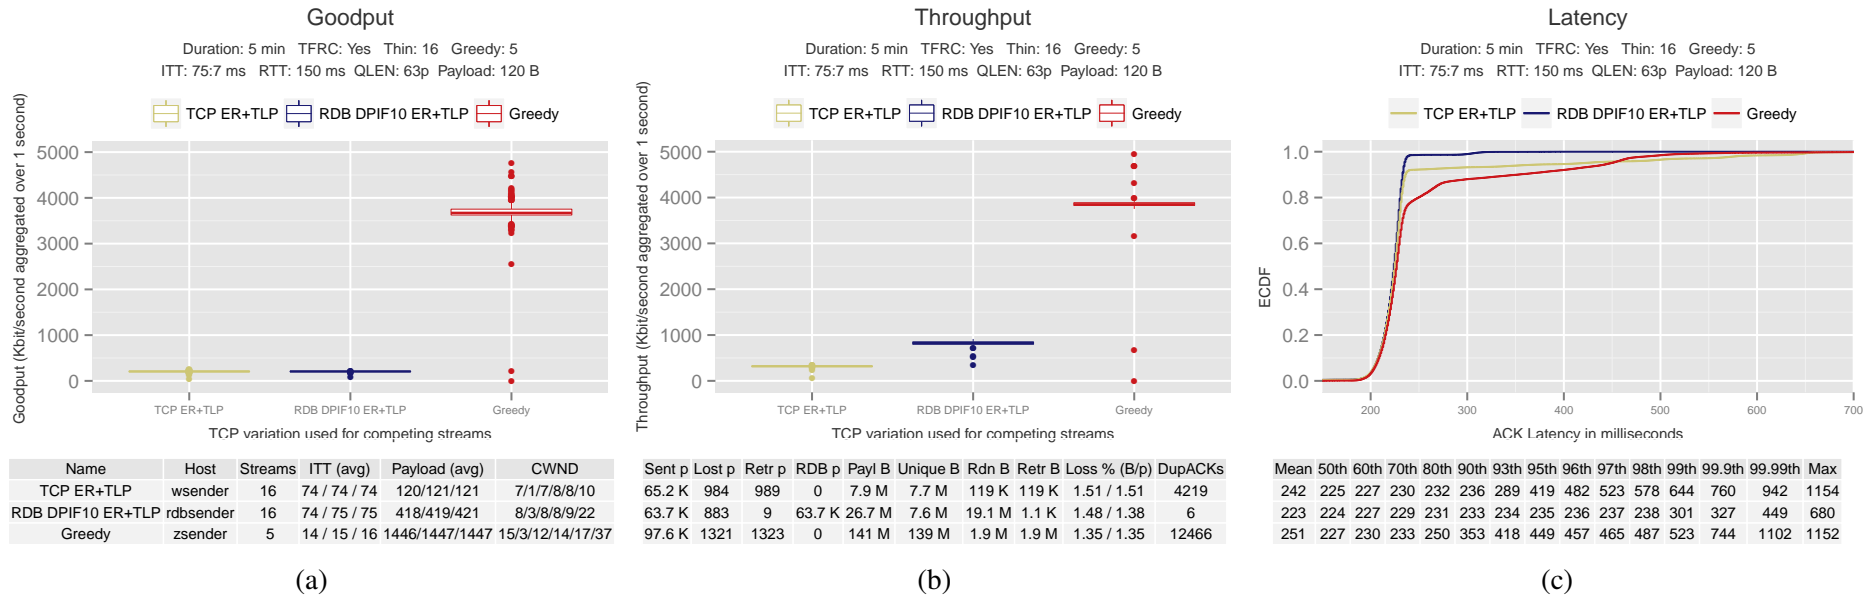 Goodput
Duration: 5 min TFRC: Yes Thin: 16 Greedy: 5
ITT: 75:7 ms RTT: 150 ms QLEN: 63p Payload: 120 B
TCP ER+TLP RDB DPIF10 ER+TLP Greedy
Goodput (Kbit/second aggregated over 1 second)
5000
4000
3000
2000
1000
0
TCP ER+TLP RDB DPIF10 ER+TLP Greedy
TCP variation used for competing streams
Name Host Streams ITT (avg) Payload (avg) CWND
TCP ER+TLP wsender 16 74 / 74 / 74 120/121/121 7/1/7/8/8/10
RDB DPIF10 ER+TLP rdbsender 16 74 / 75 / 75 418/419/421 8/3/8/8/9/22
Greedy zsender 5 14 / 15 / 16 1446/1447/1447 15/3/12/14/17/37
(a)
Throughput
Duration: 5 min TFRC: Yes Thin: 16 Greedy: 5
ITT: 75:7 ms RTT: 150 ms QLEN: 63p Payload: 120 B
TCP ER+TLP RDB DPIF10 ER+TLP Greedy
Throughput (Kbit/second aggregated over 1 second)
5000
4000
3000
2000
1000
0
TCP ER+TLP RDB DPIF10 ER+TLP Greedy
TCP variation used for competing streams
Sent p Lost p Retr p RDB p Payl B Unique B Rdn B Retr B Loss % (B/p) DupACKs
65.2 K 984 989 0 7.9 M 7.7 M 119 K 119 K 1.51 / 1.51 4219
63.7 K 883 9 63.7 K 26.7 M 7.6 M 19.1 M 1.1 K 1.48 / 1.38 6
97.6 K 1321 1323 0 141 M 139 M 1.9 M 1.9 M 1.35 / 1.35 12466
(b)
Latency
Duration: 5 min TFRC: Yes Thin: 16 Greedy: 5
ITT: 75:7 ms RTT: 150 ms QLEN: 63p Payload: 120 B
TCP ER+TLP RDB DPIF10 ER+TLP Greedy
ECDF
1.0
0.8
0.6
0.4
0.2
0.0
200 300 400 500 600 700
ACK Latency in milliseconds
Mean 50th 60th 70th 80th 90th 93th 95th 96th 97th 98th 99th 99.9th 99.99th Max
242 225 227 230 232 236 289 419 482 523 578 644 760 942 1154
223 224 227 229 231 233 234 235 236 237 238 301 327 449 680
251 227 230 233 250 353 418 449 457 465 487 523 744 1102 1152
(c)